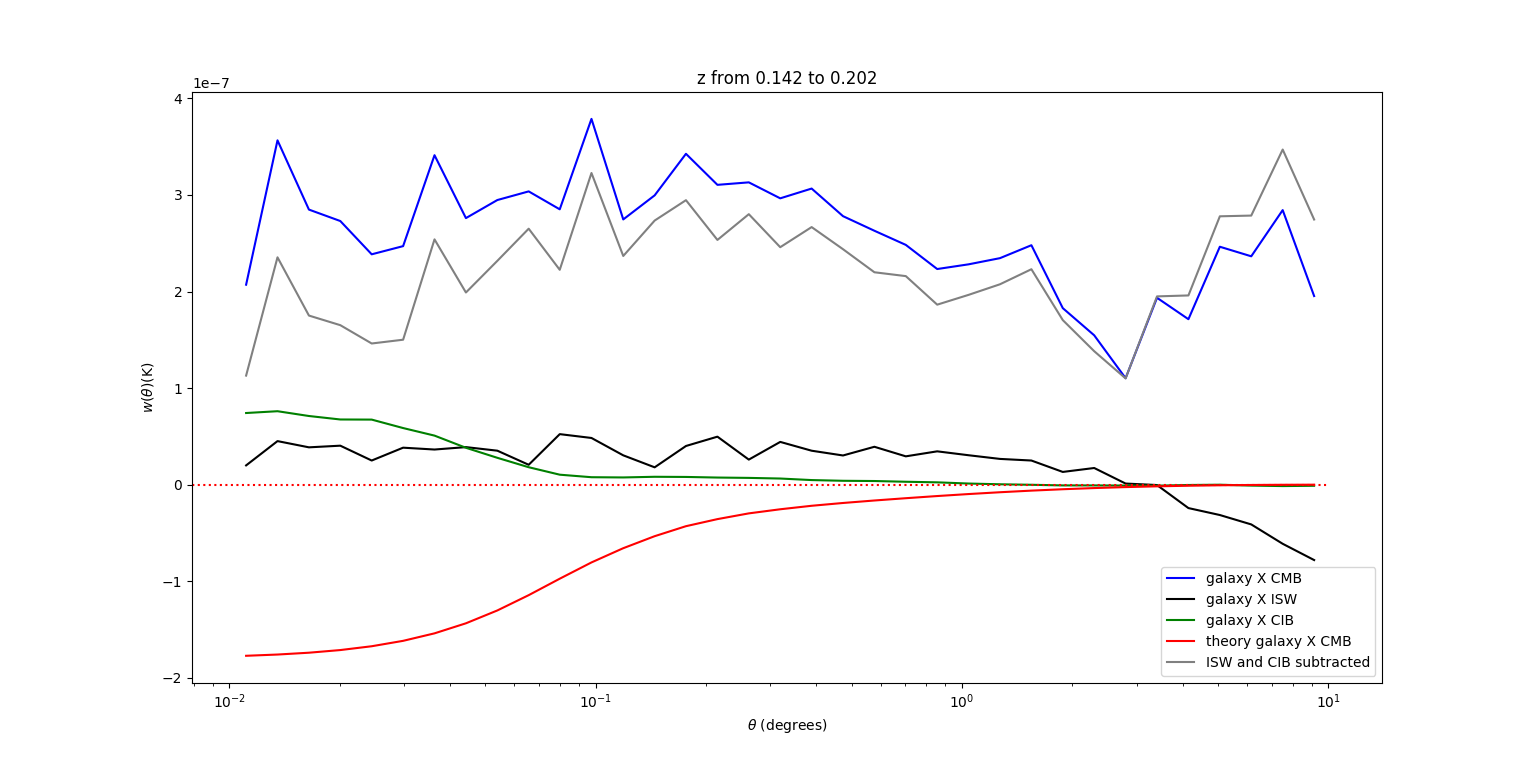 z from 0.142 to 0.202
1e−7
4
3
2
1
0
−1
−2
w(θ)(K)
10⁻²
10⁻¹
10⁰
10¹
θ (degrees)
galaxy X CMB
galaxy X ISW
galaxy X CIB
theory galaxy X CMB
ISW and CIB subtracted